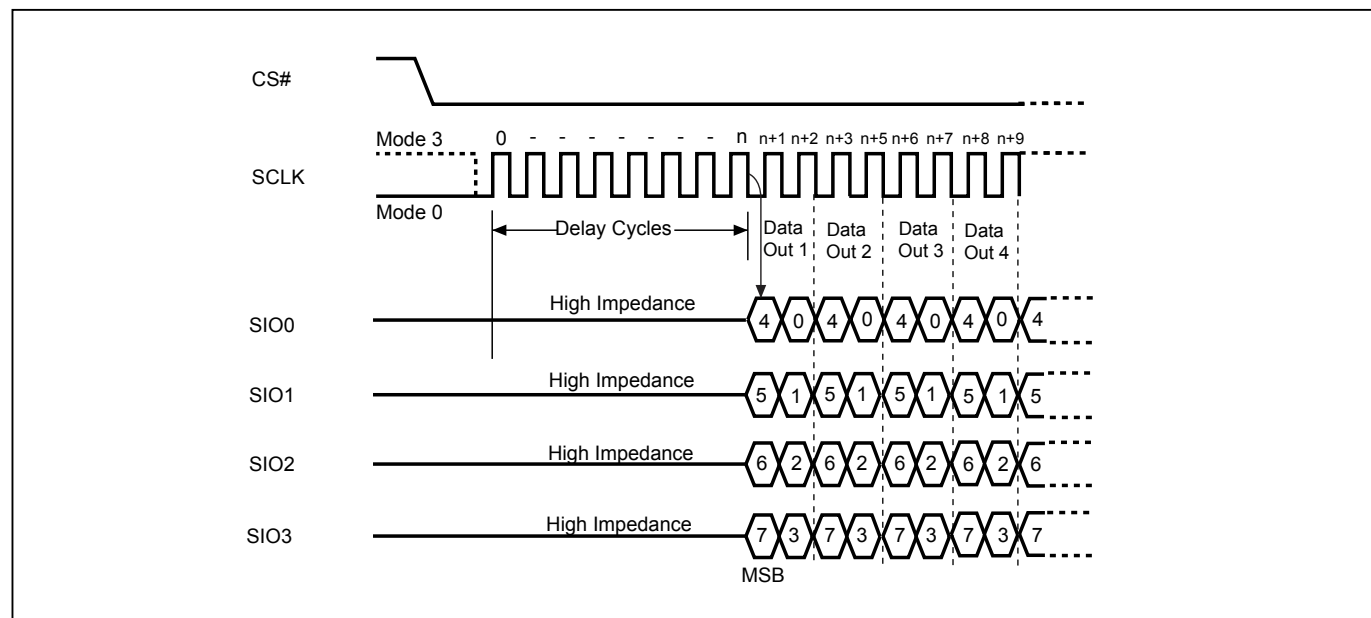 CS#
Mode 3
0 - - - - - - n n+1 n+2 n+3 n+5 n+6 n+7 n+8 n+9
SCLK
Mode 0
Delay Cycles
Data Out 1
Data Out 2
Data Out 3
Data Out 4
High Impedance
SIO0
4 0 4 0 4 0 4 0 4
High Impedance
SIO1
5 1 5 1 5 1 5 1 5
High Impedance
SIO2
6 2 6 2 6 2 6 2 6
High Impedance
SIO3
7 3 7 3 7 3 7 3 7
MSB